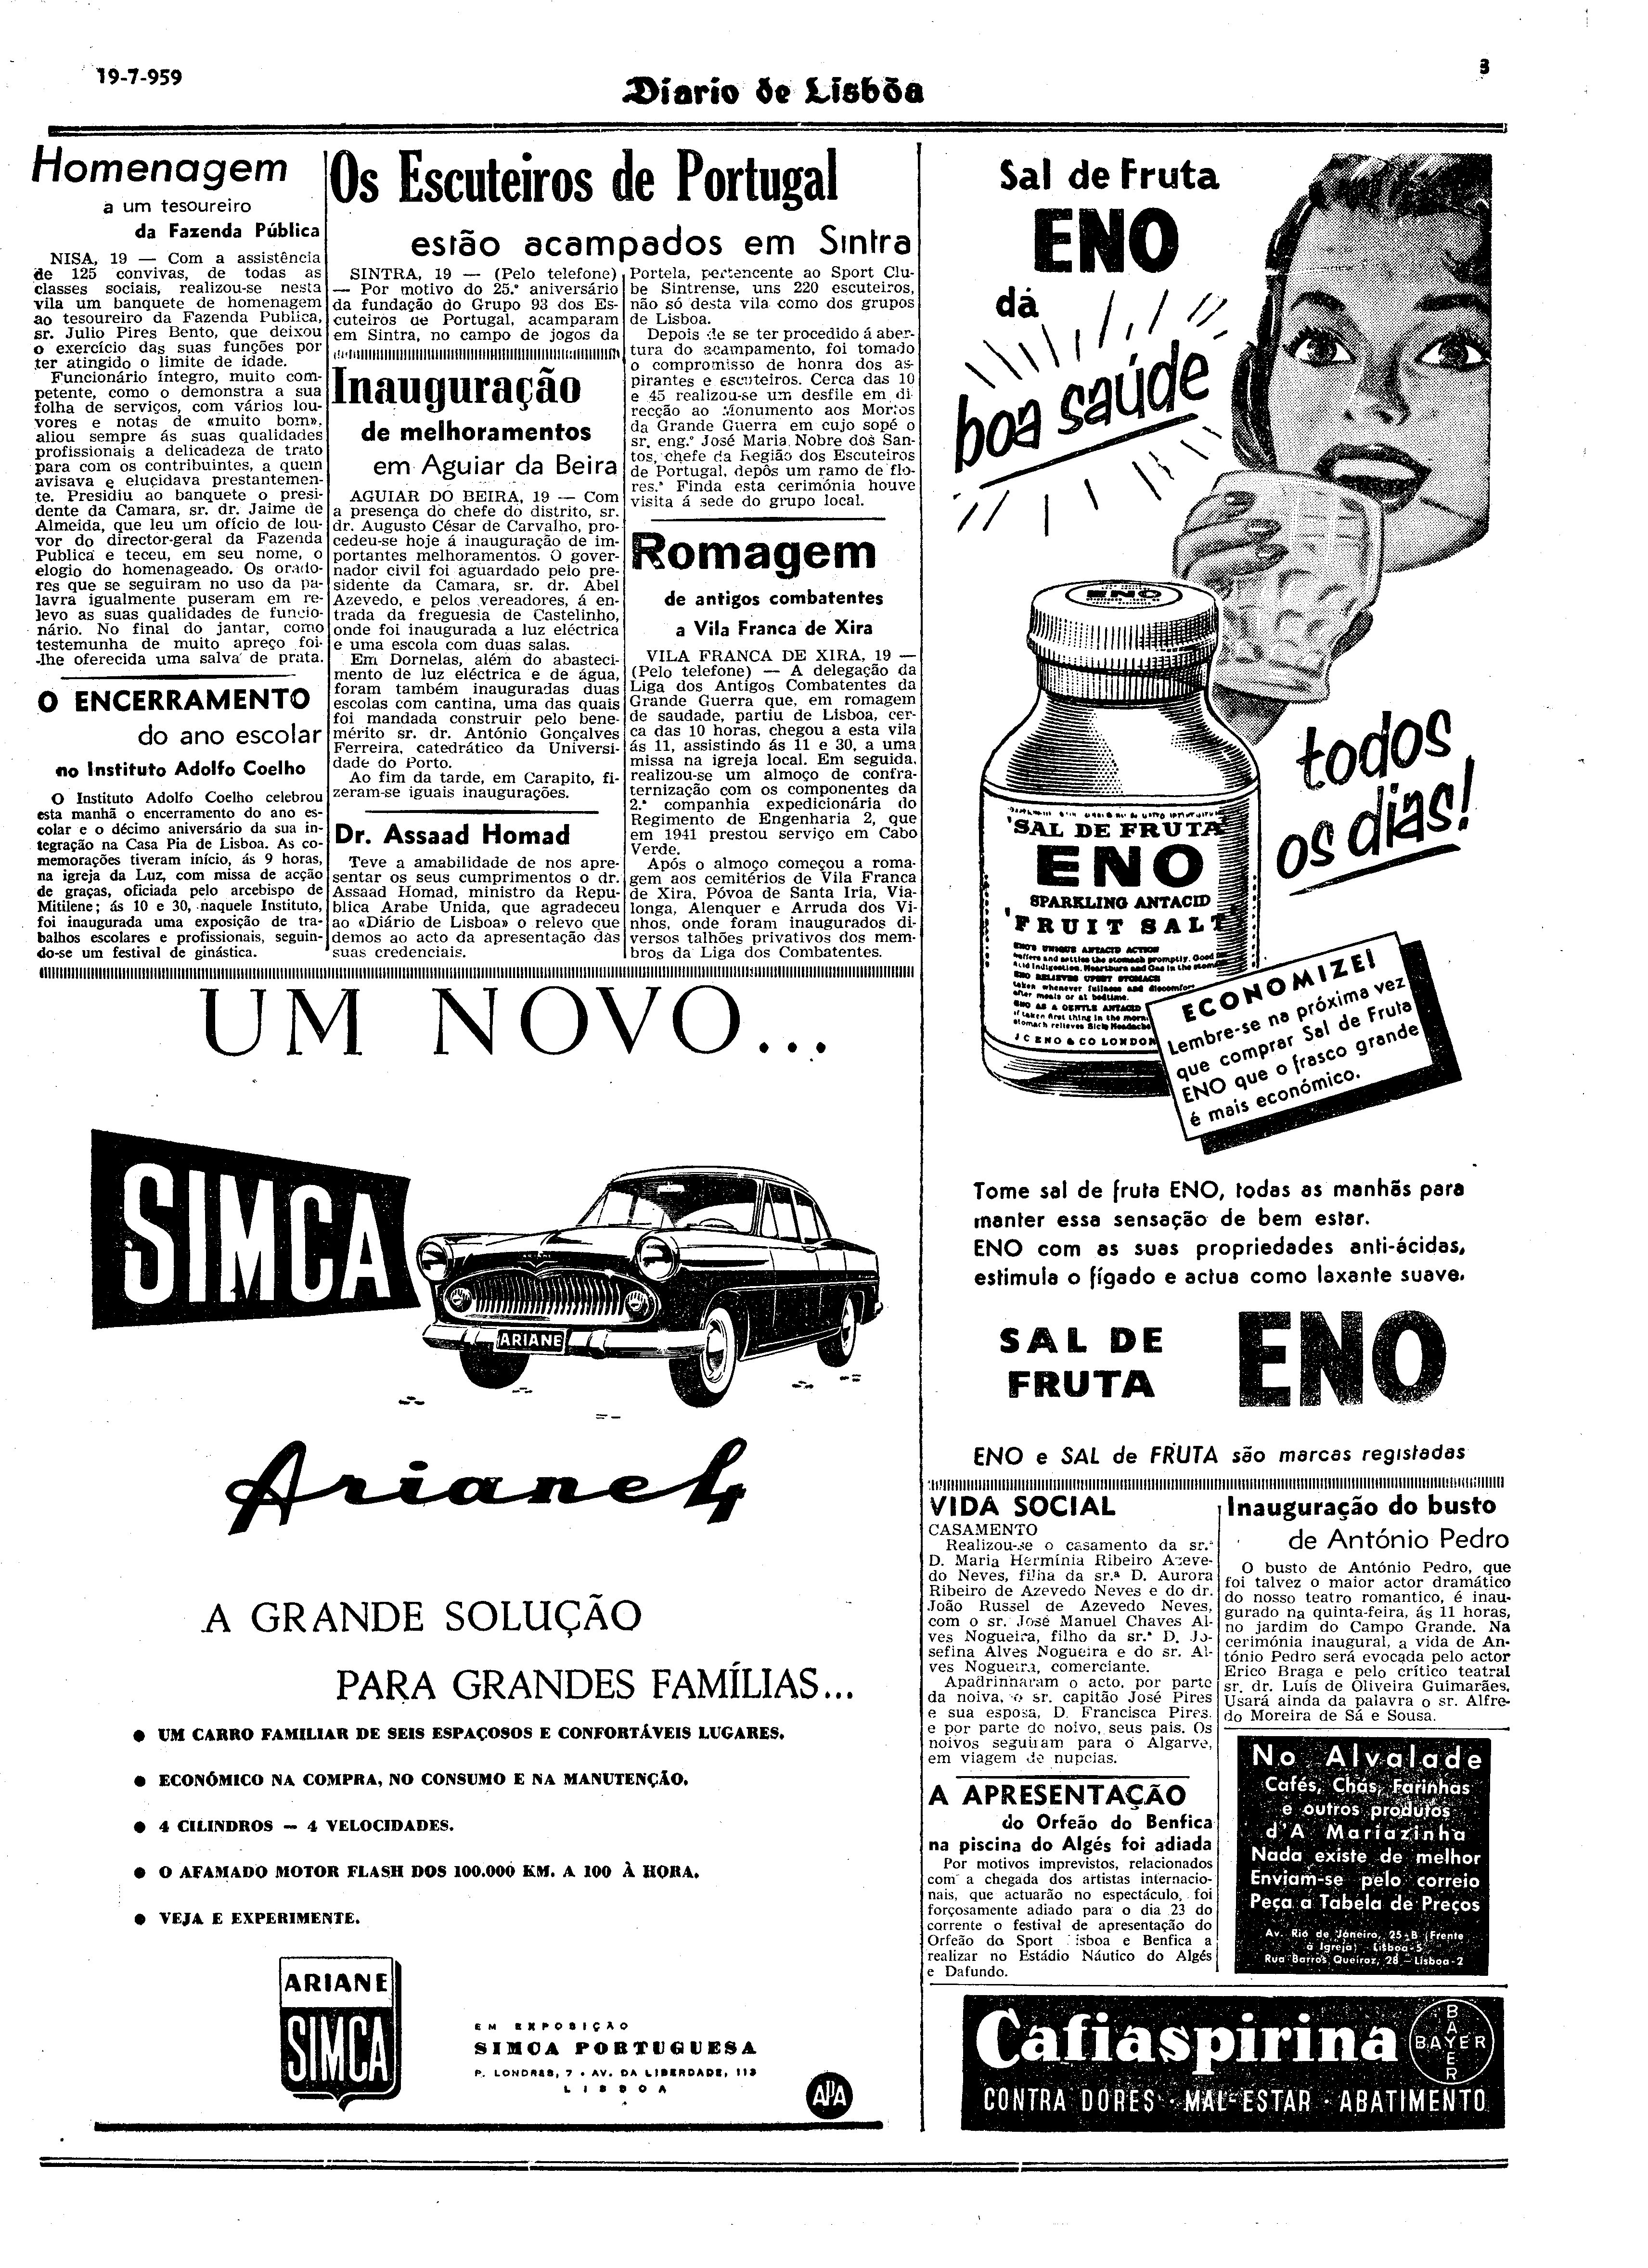 19-7-959
Diario de Lisbôa
3
Homenagem
a um tesoureiro
da Fazenda Pública
NISA, 19 — Com a assistência
de 125 convivas, de todas as
classes sociais, realizou-se nesta
vila um banquete de homenagem
ao tesoureiro da Fazenda Publica,
sr. Julio Pires Bento, que deixou
o exercício das suas funções por
ter atingido o limite de idade.
Funcionário íntegro, muito com-
petente, como o demonstra a sua
folha de serviços, com vários lou-
vores e notas de «muito bom»,
aliou sempre ás suas qualidades
profissionais a delicadeza de trato
para com os contribuintes, a quem
avisava e elucidava prestantemen-
te. Presidiu ao banquete o presi-
dente da Camara, sr. dr. Jaime de
Almeida, que leu um ofício de lou-
vor do director-geral da Fazenda
Publica e teceu, em seu nome, o
elogio do homenageado. Os orado-
res que se seguiram no uso da pa-
lavra igualmente puseram em re-
levo as suas qualidades de funcio-
nário. No final do jantar, como
testemunha de muito apreço foi-
-lhe oferecida uma salva de prata.
O ENCERRAMENTO
do ano escolar
no Instituto Adolfo Coelho
O Instituto Adolfo Coelho celebrou
esta manhã o encerramento do ano es-
colar e o décimo aniversário da sua in-
tegração na Casa Pia de Lisboa. As co-
memorações tiveram início, ás 9 horas,
na igreja da Luz, com missa de acção
de graças, oficiada pelo arcebispo de
Mitilene; ás 10 e 30, naquele Instituto,
foi inaugurada uma exposição de tra-
balhos escolares e profissionais, seguin-
do-se um festival de ginástica.
Os Escuteiros de Portugal
estão acampados em Sintra
SINTRA, 19 — (Pelo telefone)
— Por motivo do 25.º aniversário
da fundação do Grupo 93 dos Es-
cuteiros de Portugal, acamparam
em Sintra, no campo de jogos da
Portela, pertencente ao Sport Clu-
be Sintrense, uns 220 escuteiros,
não só desta vila como dos grupos
de Lisboa.
Depois de se ter procedido á aber-
tura do acampamento, foi tomado
o compromisso de honra dos as-
pirantes e escuteiros. Cerca das 10
e 45 realizou-se um desfile em di-
recção ao Monumento aos Mortos
da Grande Guerra em cujo sopé o
sr. eng.º José Maria Nobre dos San-
tos, chefe da Região dos Escuteiros
de Portugal, depôs um ramo de flo-
res.ª Finda esta cerimónia houve
visita á sede do grupo local.
Inauguração
de melhoramentos
em Aguiar da Beira
AGUIAR DO BEIRA, 19 — Com
a presença do chefe do distrito, sr.
dr. Augusto César de Carvalho, pro-
cedeu-se hoje á inauguração de im-
portantes melhoramentos. O gover-
nador civil foi aguardado pelo pre-
sidente da Camara, sr. dr. Abel
Azevedo, e pelos vereadores, á en-
trada da freguesia de Castelinho,
onde foi inaugurada a luz eléctrica
e uma escola com duas salas.
Em Dornelas, além do abasteci-
mento de luz eléctrica e de água,
foram também inauguradas duas
escolas com cantina, uma das quais
foi mandada construir pelo bene-
mérito sr. dr. António Gonçalves
Ferreira, catedrático da Universi-
dade do Porto.
Ao fim da tarde, em Carapito, fi-
zeram-se iguais inaugurações.
Dr. Assaad Homad
Teve a amabilidade de nos apre-
sentar os seus cumprimentos o dr.
Assaad Homad, ministro da Repu-
blica Arabe Unida, que agradeceu
ao «Diário de Lisboa» o relevo que
demos ao acto da apresentação das
suas credenciais.
Romagem
de antigos combatentes
a Vila Franca de Xira
VILA FRANCA DE XIRA, 19 —
(Pelo telefone) — A delegação da
Liga dos Antigos Combatentes da
Grande Guerra que, em romagem
de saudade, partiu de Lisboa, cer-
ca das 10 horas, chegou a esta vila
ás 11, assistindo ás 11 e 30, a uma
missa na igreja local. Em seguida,
realizou-se um almoço de confra-
ternização com os componentes da
2.ª companhia expedicionária do
Regimento de Engenharia 2, que
em 1941 prestou serviço em Cabo
Verde.
Após o almoço começou a roma-
gem aos cemitérios de Vila Franca
de Xira, Póvoa de Santa Iria, Via-
longa, Alenquer e Arruda dos Vi-
nhos, onde foram inaugurados di-
versos talhões privativos dos mem-
bros da Liga dos Combatentes.
UM NOVO...
SIMCA
ARIANE
Ariane 4
A GRANDE SOLUÇÃO
PARA GRANDES FAMÍLIAS...
● UM CARRO FAMILIAR DE SEIS ESPAÇOSOS E CONFORTÁVEIS LUGARES.
● ECONÓMICO NA COMPRA, NO CONSUMO E NA MANUTENÇÃO.
● 4 CILINDROS — 4 VELOCIDADES.
● O AFAMADO MOTOR FLASH DOS 100.000 KM. A 100 À HORA.
● VEJA E EXPERIMENTE.
ARIANE
SIMCA
EM EXPOSIÇÃO
SIMCA PORTUGUESA
P. LONDRES, 7 • AV. DA LIBERDADE, 113
LISBOA
APA
Sal de Fruta
ENO
dá
boa saúde
todos
os dias!
ENO
'SAL DE FRUTA'
ENO
SPARKLING ANTACID
'FRUIT SALT'
ENO'S UNIQUE ANTACID ACTION
buffers and settles the stomach promptly. Good
Acid Indigestion, Heartburn and Gas in the stomach
ENO RELIEVES UPSET STOMACH
taken whenever fullness and discomfort
after meals or at bedtime.
ENO AS A GENTLE ANTACID
if taken first thing in the morn.
stomach relieves Sick Headache
J C ENO & CO LONDON
ECONOMIZE!
Lembre-se na próxima vez
que comprar Sal de Fruta
ENO que o frasco grande
é mais económico.
Tome sal de fruta ENO, todas as manhãs para
manter essa sensação de bem estar.
ENO com as suas propriedades anti-ácidas,
estimula o fígado e actua como laxante suave.
SAL DE
FRUTA
ENO
ENO e SAL de FRUTA são marcas registadas
VIDA SOCIAL
CASAMENTO
Realizou-se o casamento da sr.ª
D. Maria Hermínia Ribeiro Azeve-
do Neves, filha da sr.ª D. Aurora
Ribeiro de Azevedo Neves e do dr.
João Russel de Azevedo Neves,
com o sr. José Manuel Chaves Al-
ves Nogueira, filho da sr.ª D. Jo-
sefina Alves Nogueira e do sr. Al-
ves Nogueira, comerciante.
Apadrinharam o acto, por parte
da noiva, o sr. capitão José Pires
e sua esposa, D. Francisca Pires.
e por parte do noivo, seus pais. Os
noivos seguiram para o Algarve,
em viagem de nupcias.
A APRESENTAÇÃO
do Orfeão do Benfica
na piscina do Algés foi adiada
Por motivos imprevistos, relacionados
com a chegada dos artistas internacio-
nais, que actuarão no espectáculo, foi
forçosamente adiado para o dia 23 do
corrente o festival de apresentação do
Orfeão do Sport isboa e Benfica a
realizar no Estádio Náutico do Algés
e Dafundo.
Inauguração do busto
de António Pedro
O busto de António Pedro, que
foi talvez o maior actor dramático
do nosso teatro romantico, é inau-
gurado na quinta-feira, ás 11 horas,
no jardim do Campo Grande. Na
cerimónia inaugural, a vida de An-
tónio Pedro será evocada pelo actor
Erico Braga e pelo crítico teatral
sr. dr. Luís de Oliveira Guimarães.
Usará ainda da palavra o sr. Alfre-
do Moreira de Sá e Sousa.
No Alvalade
Cafés, Chás, Farinhas
e outros produtos
d'A Mariazinha
Nada existe de melhor
Enviam-se pelo correio
Peça a Tabela de Preços
Av. Rio de Janeiro, 25-B (Frente
à Igreja) Lisboa-5
Rua Barros Queiroz, 28 — Lisboa-2
Cafiaspirina
BAYER
BAYER
CONTRA DORES · MAL-ESTAR · ABATIMENTO